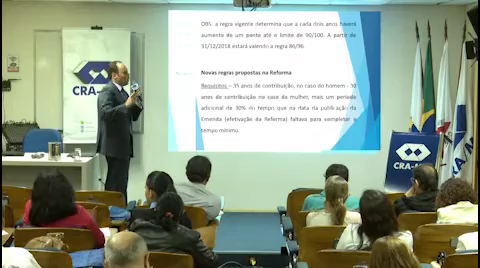 OBS: a regra vigente determina que a cada dois anos haverá
aumento de um ponto até o limite de 90/100. A partir de
31/12/2018 estará valendo a regra 86/96.
Novas regras propostas na Reforma
Requisitos – 35 anos de contribuição, no caso do homem - 30
anos de contribuição no caso da mulher, mais um período
adicional de 30% do tempo que na data da publicação da
Emenda (efetivação da Reforma) faltava para completar o
tempo mínimo.
CRA-
CRA-